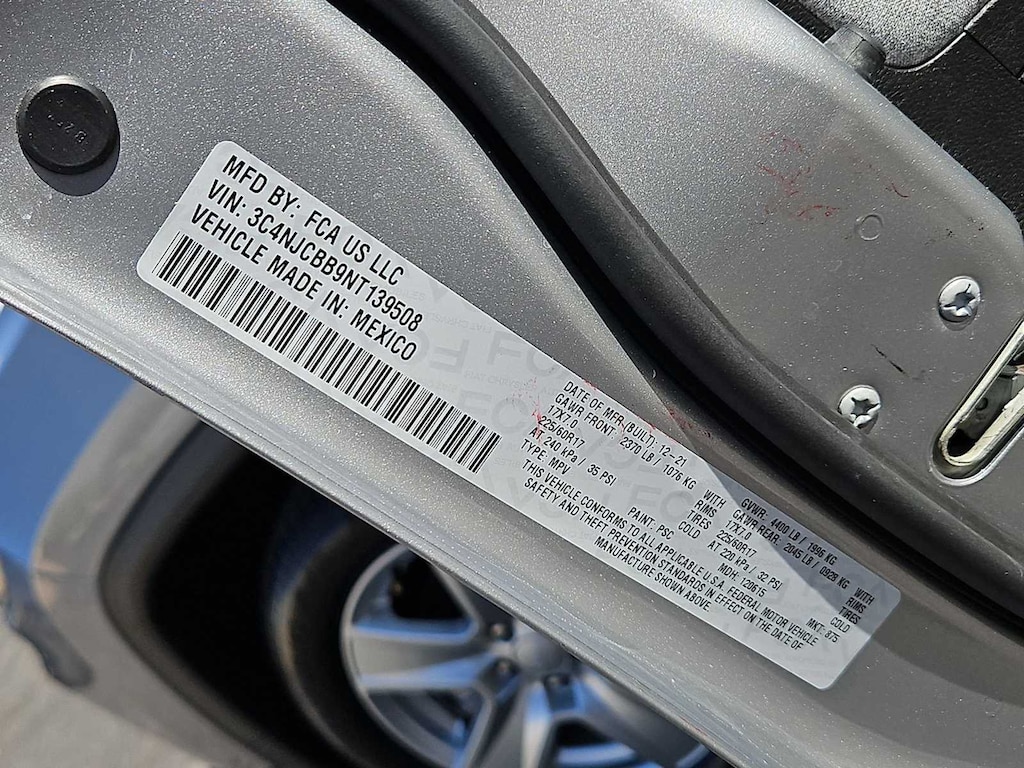 MFD BY: FCA US LLC
VIN: 3C4NJCBB9NT139508
VEHICLE MADE IN: MEXICO
DATE OF MFR (BUILT): 12-21 GVWR: 4400 LB / 1996 KG
GAWR FRONT: 2370 LB / 1076 KG WITH GAWR REAR: 2045 LB / 0928 KG WITH
17X7.0 RIMS 17X7.0 RIMS
225/60R17 TIRES 225/60R17 TIRES
AT 240 kPa / 35 PSI COLD AT 220 kPa / 32 PSI COLD
TYPE: MPV PAINT: PSC MDH: 120615 MKT: 875
THIS VEHICLE CONFORMS TO ALL APPLICABLE U.S.A. FEDERAL MOTOR VEHICLE
SAFETY AND THEFT PREVENTION STANDARDS IN EFFECT ON THE DATE OF
MANUFACTURE SHOWN ABOVE.